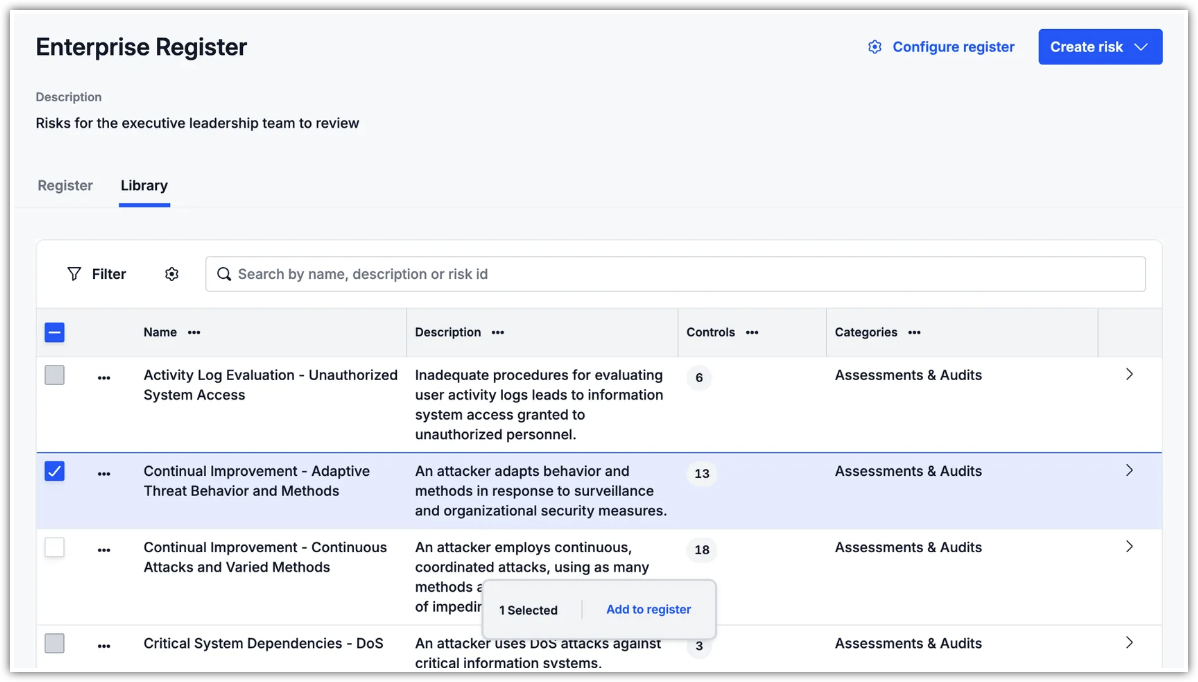 Enterprise Register
Configure register
Create risk
Description
Risks for the executive leadership team to review
Register
Library
Filter
Search by name, description or risk id
Name
Description
Controls
Categories
Activity Log Evaluation - Unauthorized
System Access
Inadequate procedures for evaluating
user activity logs leads to information
system access granted to
unauthorized personnel.
6
Assessments & Audits
Continual Improvement - Adaptive
Threat Behavior and Methods
An attacker adapts behavior and
methods in response to surveillance
and organizational security measures.
13
Assessments & Audits
Continual Improvement - Continuous
Attacks and Varied Methods
An attacker employs continuous,
coordinated attacks, using as many
methods
of
18
Assessments & Audits
1 Selected
Add to register
Critical System Dependencies - DoS
An attacker uses DoS attacks against
critical information systems.
3
Assessments & Audits